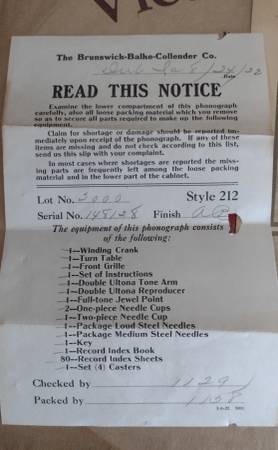 The Brunswick-Balke-Collender Co.
8/24/22
Date
READ THIS NOTICE
Examine the lower compartment of this phonograph
carefully, also all loose packing material which you remove
so as to secure all parts required to make up the following
equipment.
Claim for shortage or damage should be reported im-
mediately upon receipt of the phonograph. If any of these
items are missing and do not check according to this list,
send us this slip with your complaint.
In most cases where shortages are reported the miss-
ing parts are frequently left among the loose packing
material and in the lower part of the cabinet.
Lot No. 3000 Style 212
Serial No. 148128 Finish
The equipment of this phonograph consists
of the following:
1—Winding Crank
1—Turn Table
1—Front Grille
1—Set of Instructions
1—Double Ultona Tone Arm
1—Double Ultona Reproducer
1—Full-tone Jewel Point
2—One-piece Needle Cups
1—Two-piece Needle Cup
1—Package Loud Steel Needles
1—Package Medium Steel Needles
1—Key
1—Record Index Book
80—Record Index Sheets
1—Set (4) Casters
Checked by 1129
Packed by 1158